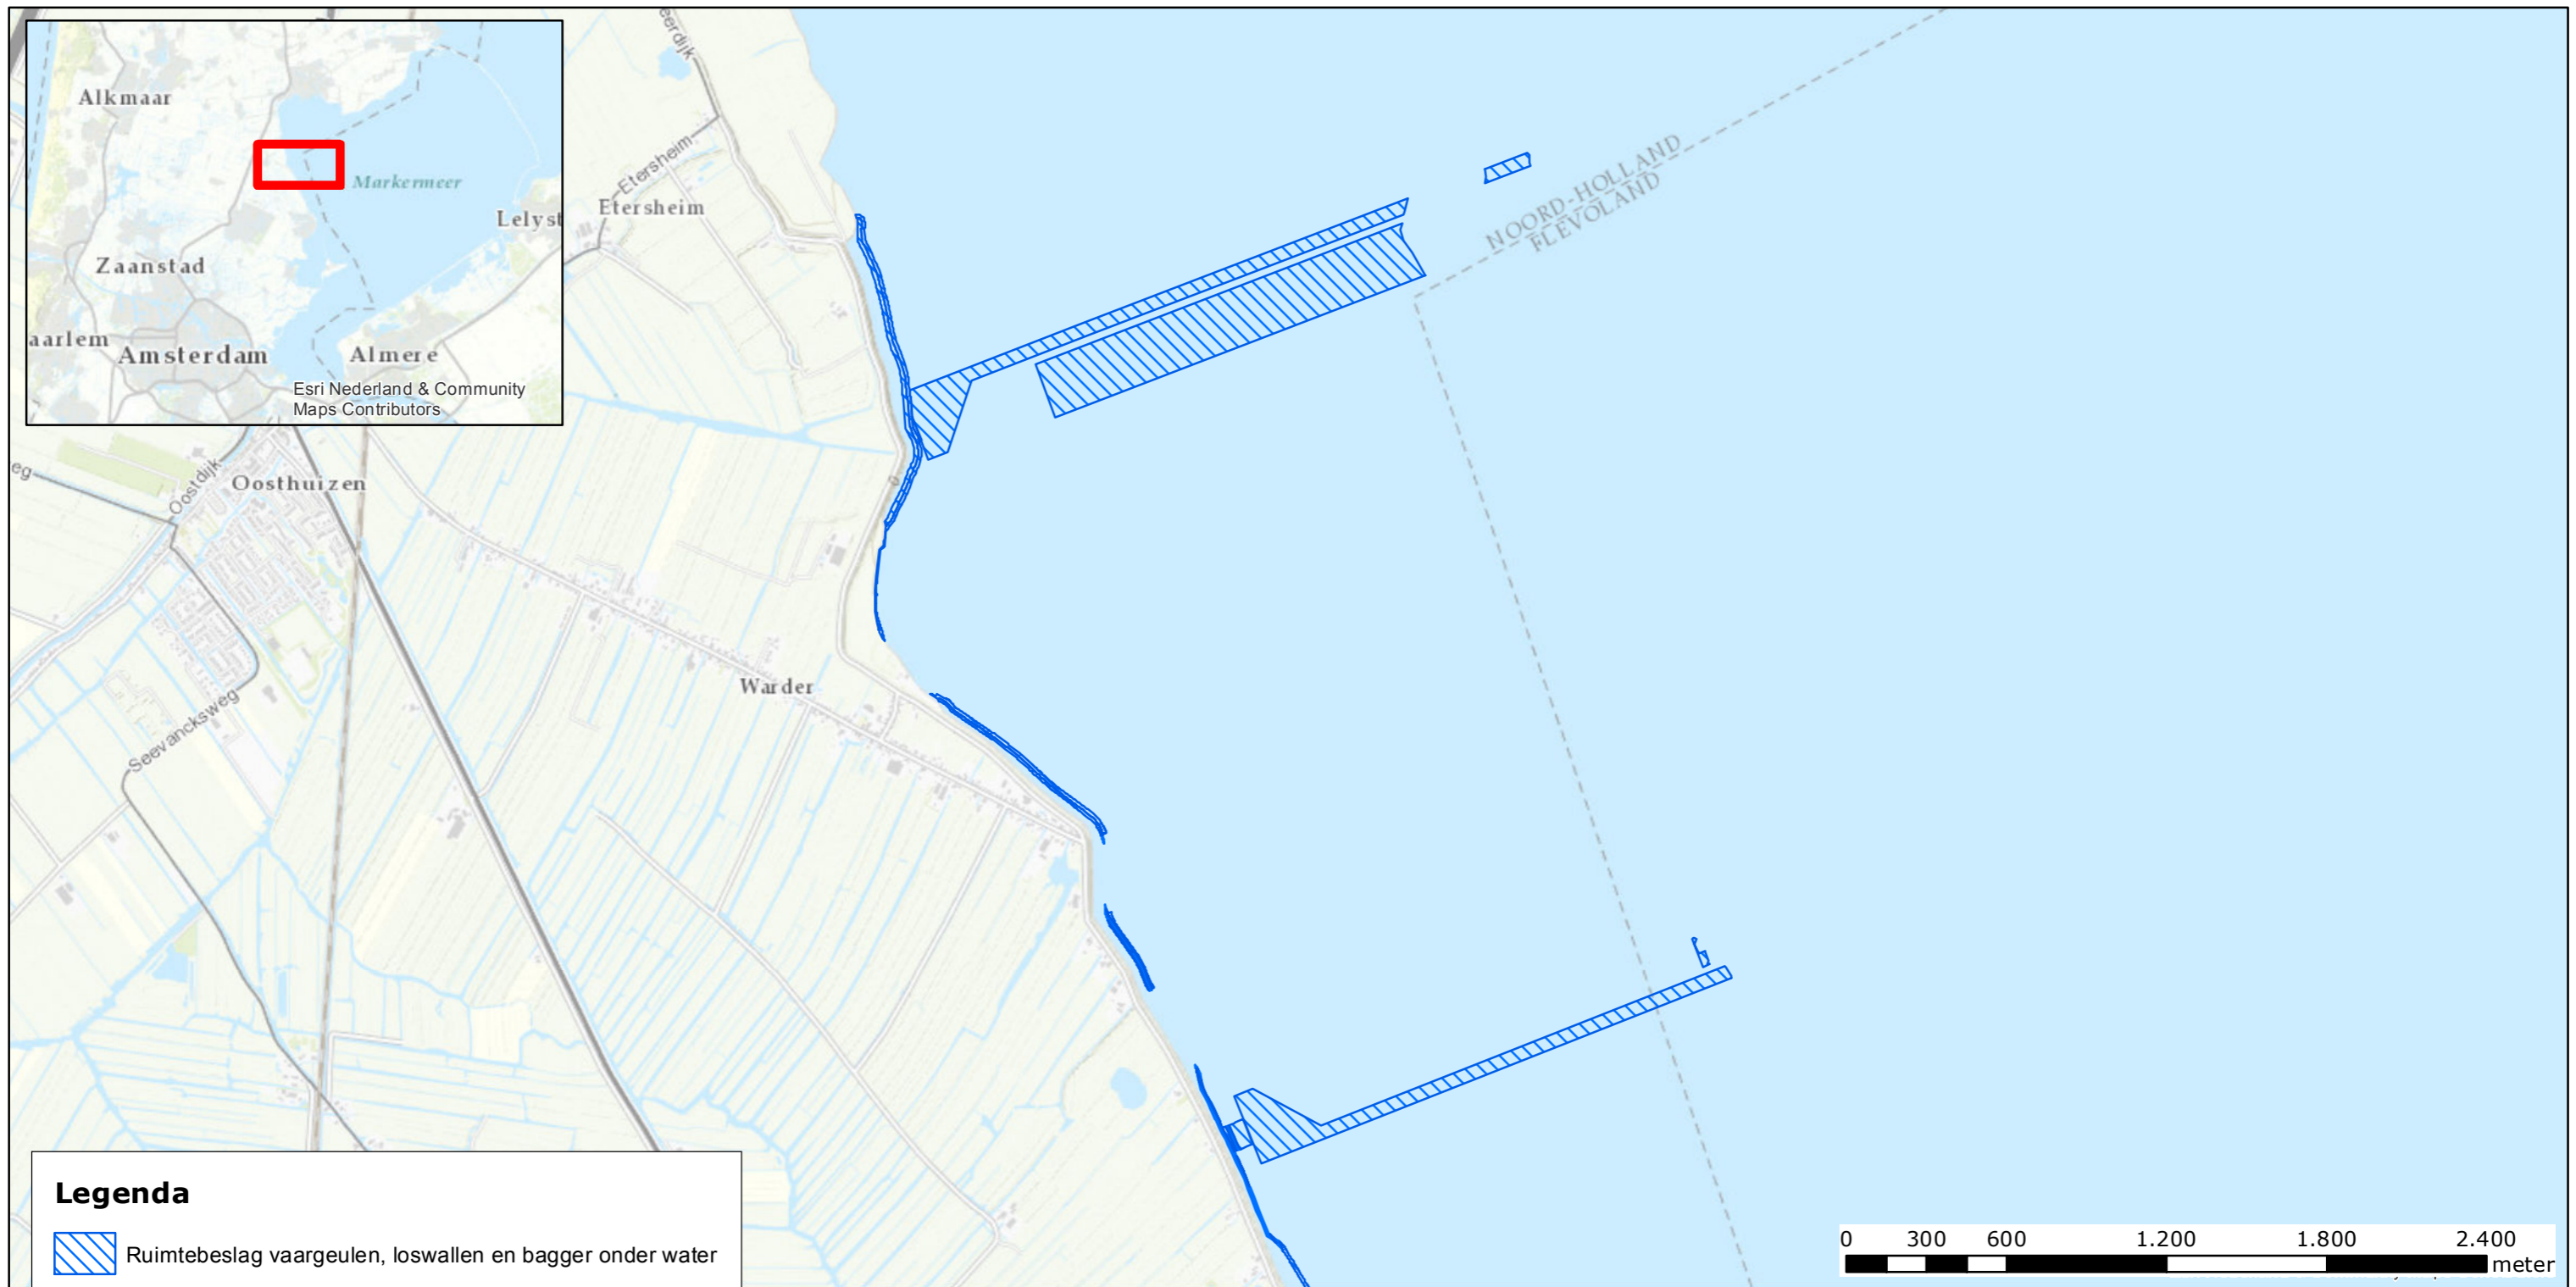 Alkmaar
Markermeer
Lelyst
Zaanstad
aarlem
Amsterdam
Almere
Esri Nederland & Community
Maps Contributors
eerdijk
Etersheim
Etersheim
NOORD-HOLLAND
FLEVOLAND
eg
Oostdijk
Oosthuizen
Warder
Seevancksweg
Legenda
Ruimtebeslag vaargeulen, loswallen en bagger onder water
0 300 600 1.200 1.800 2.400
meter